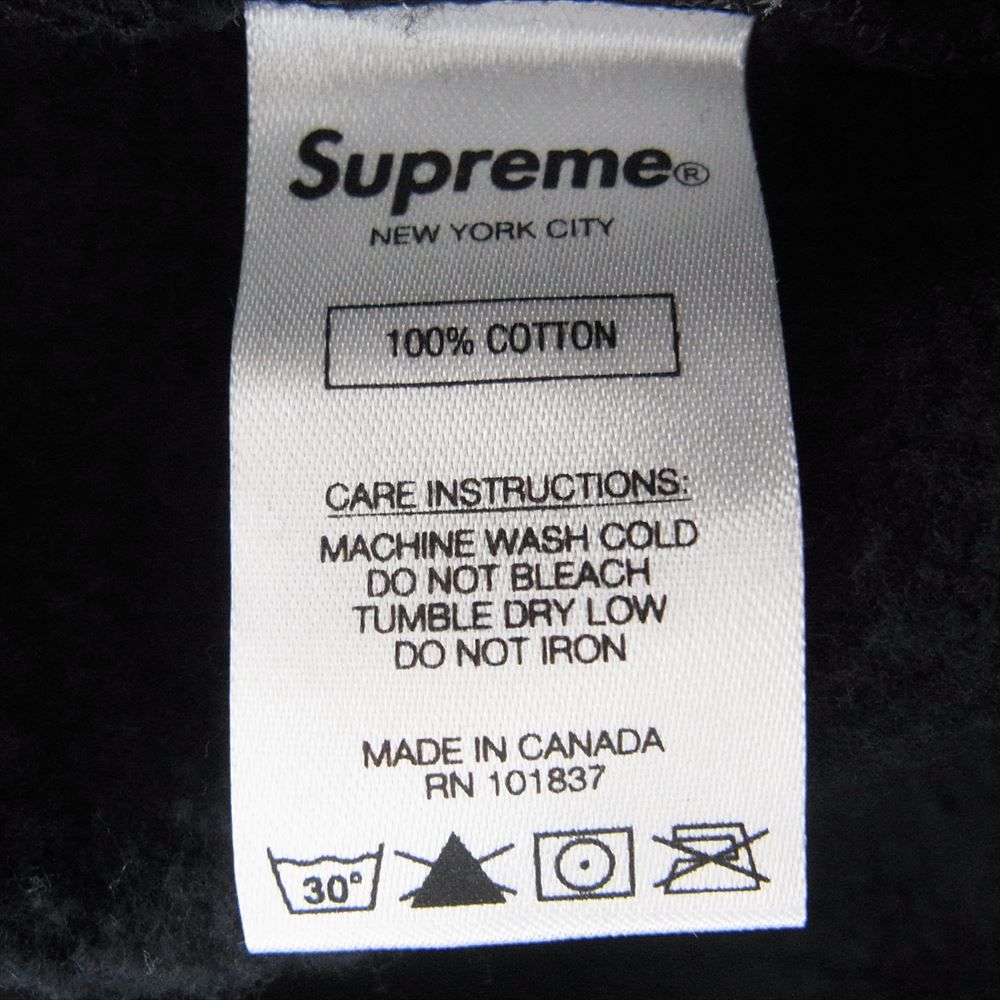 Supreme®
NEW YORK CITY
100% COTTON
CARE INSTRUCTIONS:
MACHINE WASH COLD
DO NOT BLEACH
TUMBLE DRY LOW
DO NOT IRON
MADE IN CANADA
RN 101837
30°